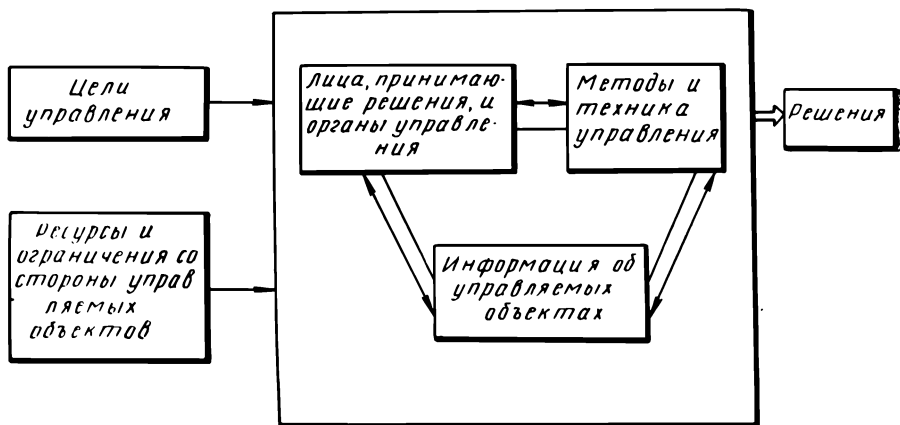 Цели
управления
Ресурсы и
ограничения со
стороны управ
ляемых
объектов
Лица, принимаю-
щие решения, и
органы управле-
ния
Методы и
техника
управления
Информация об
управляемых
объектах
Решения